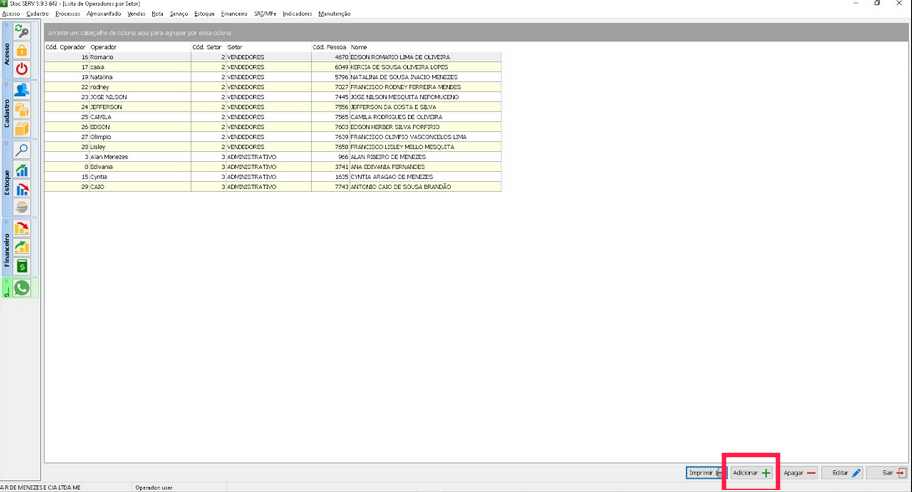 Stoc SERV 3.9.3.642 - [Lista de Operadores por Setor]
Acesso Cadastro Processos Almoxarifado Vendas Rota Serviço Estoque Financeiro SAT/MFe Indicadores Manutenção
Arraste um cabeçalho de coluna aqui para agrupar por essa coluna
Cód. Operador Operador Cód. Setor Setor Cód. Pessoa Nome
16 Romario 2 VENDEDORES 4670 EDSON ROMARIO LIMA DE OLIVEIRA
17 caixa 2 VENDEDORES 6049 KERCIA DE SOUSA OLIVEIRA LOPES
19 Natalina 2 VENDEDORES 5796 NATALINA DE SOUSA INACIO MENEZES
22 rodney 2 VENDEDORES 7027 FRANCISCO RODNEY FERREIRA MENDES
23 JOSE NILSON 2 VENDEDORES 7445 JOSE NILSON MESQUITA NEPOMUCENO
24 JEFFERSON 2 VENDEDORES 7556 JEFFERSON DA COSTA E SILVA
25 CAMILA 2 VENDEDORES 7565 CAMILA RODRIGUES DE OLIVEIRA
26 EDSON 2 VENDEDORES 7603 EDSON HERBER SILVA PORFIRIO
27 Olimpio 2 VENDEDORES 7639 FRANCISCO OLIMPIO VASCONCELOS LIMA
28 Lisley 2 VENDEDORES 7658 FRANCISCO LISLEY MELLO MESQUITA
3 Alan Menezes 3 ADMINISTRATIVO 966 ALAN RIBEIRO DE MENEZES
8 Edivania 3 ADMINISTRATIVO 3741 ANA EDIVANIA FERNANDES
15 Cyntia 3 ADMINISTRATIVO 1635 CYNTIA ARAGAO DE MENEZES
29 CAIO 3 ADMINISTRATIVO 7743 ANTONIO CAIO DE SOUSA BRANDÃO
Acesso
Cadastro
Estoque
Financeiro
S...
Imprimir Adicionar Apagar Editar Sair
A R DE MENEZES E CIA LTDA ME Operador: user